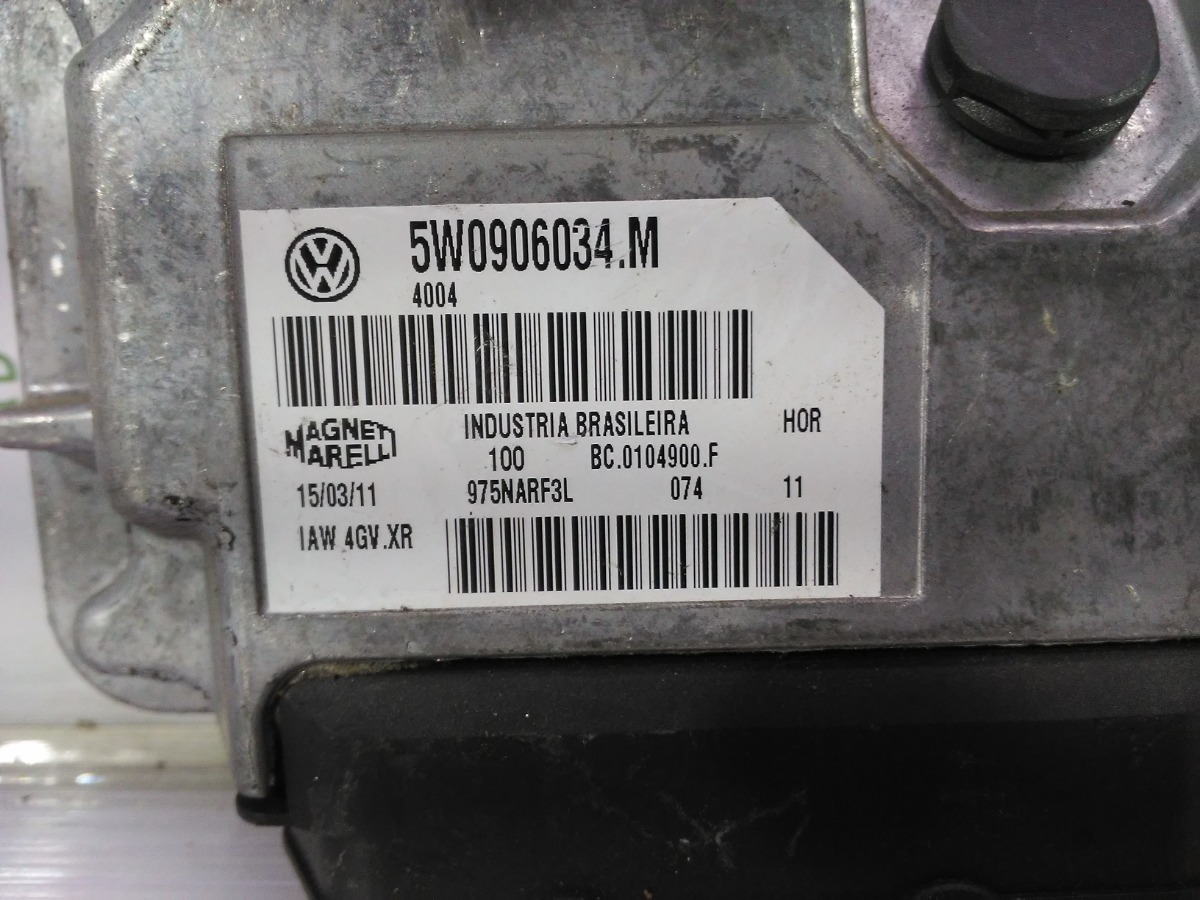 5W0906034.M
4004
MAGNETI MARELLI
INDUSTRIA BRASILEIRA HOR
100 BC.0104900.F
15/03/11 975NARF3L 074 11
IAW 4GV.XR